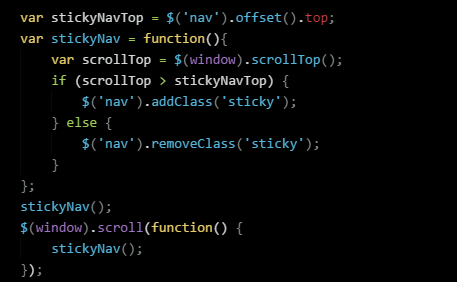 var stickyNavTop = $('nav').offset().top;
var stickyNav = function(){
    var scrollTop = $(window).scrollTop();
    if (scrollTop > stickyNavTop) {
        $('nav').addClass('sticky');
    } else {
        $('nav').removeClass('sticky');
    }
};
stickyNav();
$(window).scroll(function() {
    stickyNav();
});